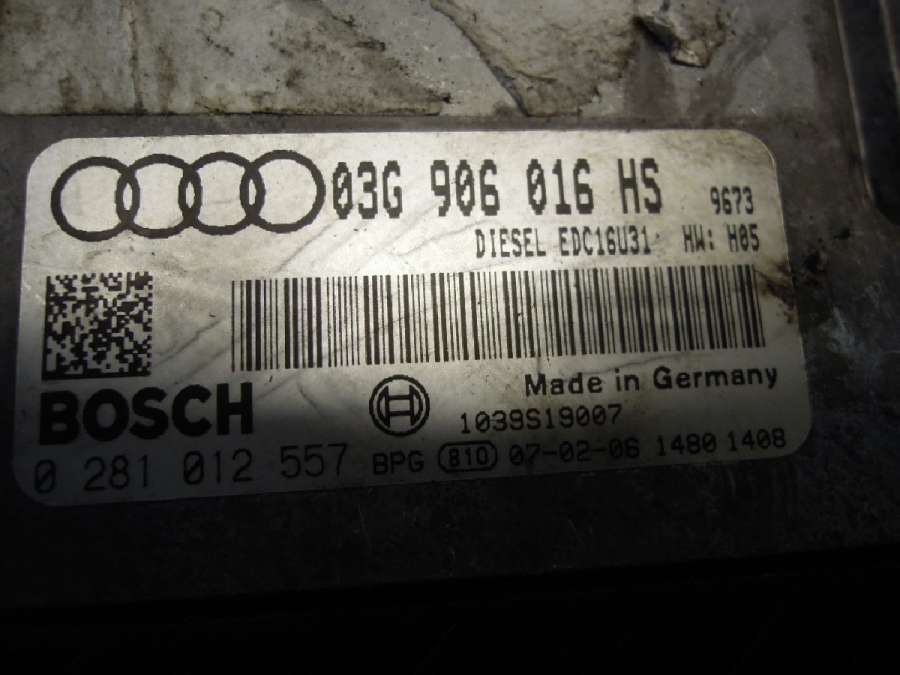 03G 906 016 HS 9673
DIESEL EDC16U31 HW: H05
Made in Germany
BOSCH
1039S19007
0 281 012 557 BPG 810 07-02-06 1480 1408